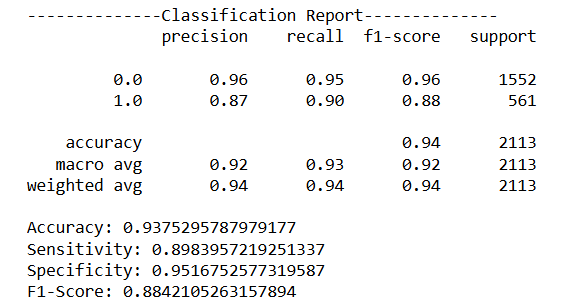 --------------Classification Report--------------
precision recall f1-score support
0.0 0.96 0.95 0.96 1552
1.0 0.87 0.90 0.88 561
accuracy 0.94 2113
macro avg 0.92 0.93 0.92 2113
weighted avg 0.94 0.94 0.94 2113
Accuracy: 0.9375295787979177
Sensitivity: 0.8983957219251337
Specificity: 0.9516752577319587
F1-Score: 0.8842105263157894